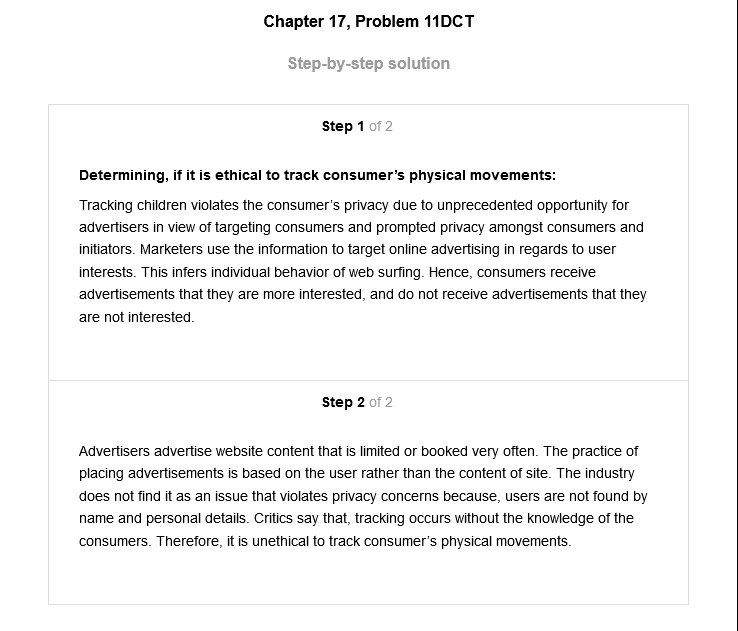 Chapter 17, Problem 11DCT
Step-by-step solution
Step 1 of 2
Determining, if it is ethical to track consumer's physical movements:
Tracking children violates the consumer's privacy due to unprecedented opportunity for
advertisers in view of targeting consumers and prompted privacy amongst consumers and
initiators. Marketers use the information to target online advertising in regards to user
interests. This infers individual behavior of web surfing. Hence, consumers receive
advertisements that they are more interested, and do not receive advertisements that they
are not interested.
Step 2 of 2
Advertisers advertise website content that is limited or booked very often. The practice of
placing advertisements is based on the user rather than the content of site. The industry
does not find it as an issue that violates privacy concerns because, users are not found by
name and personal details. Critics say that, tracking occurs without the knowledge of the
consumers. Therefore, it is unethical to track consumer's physical movements.